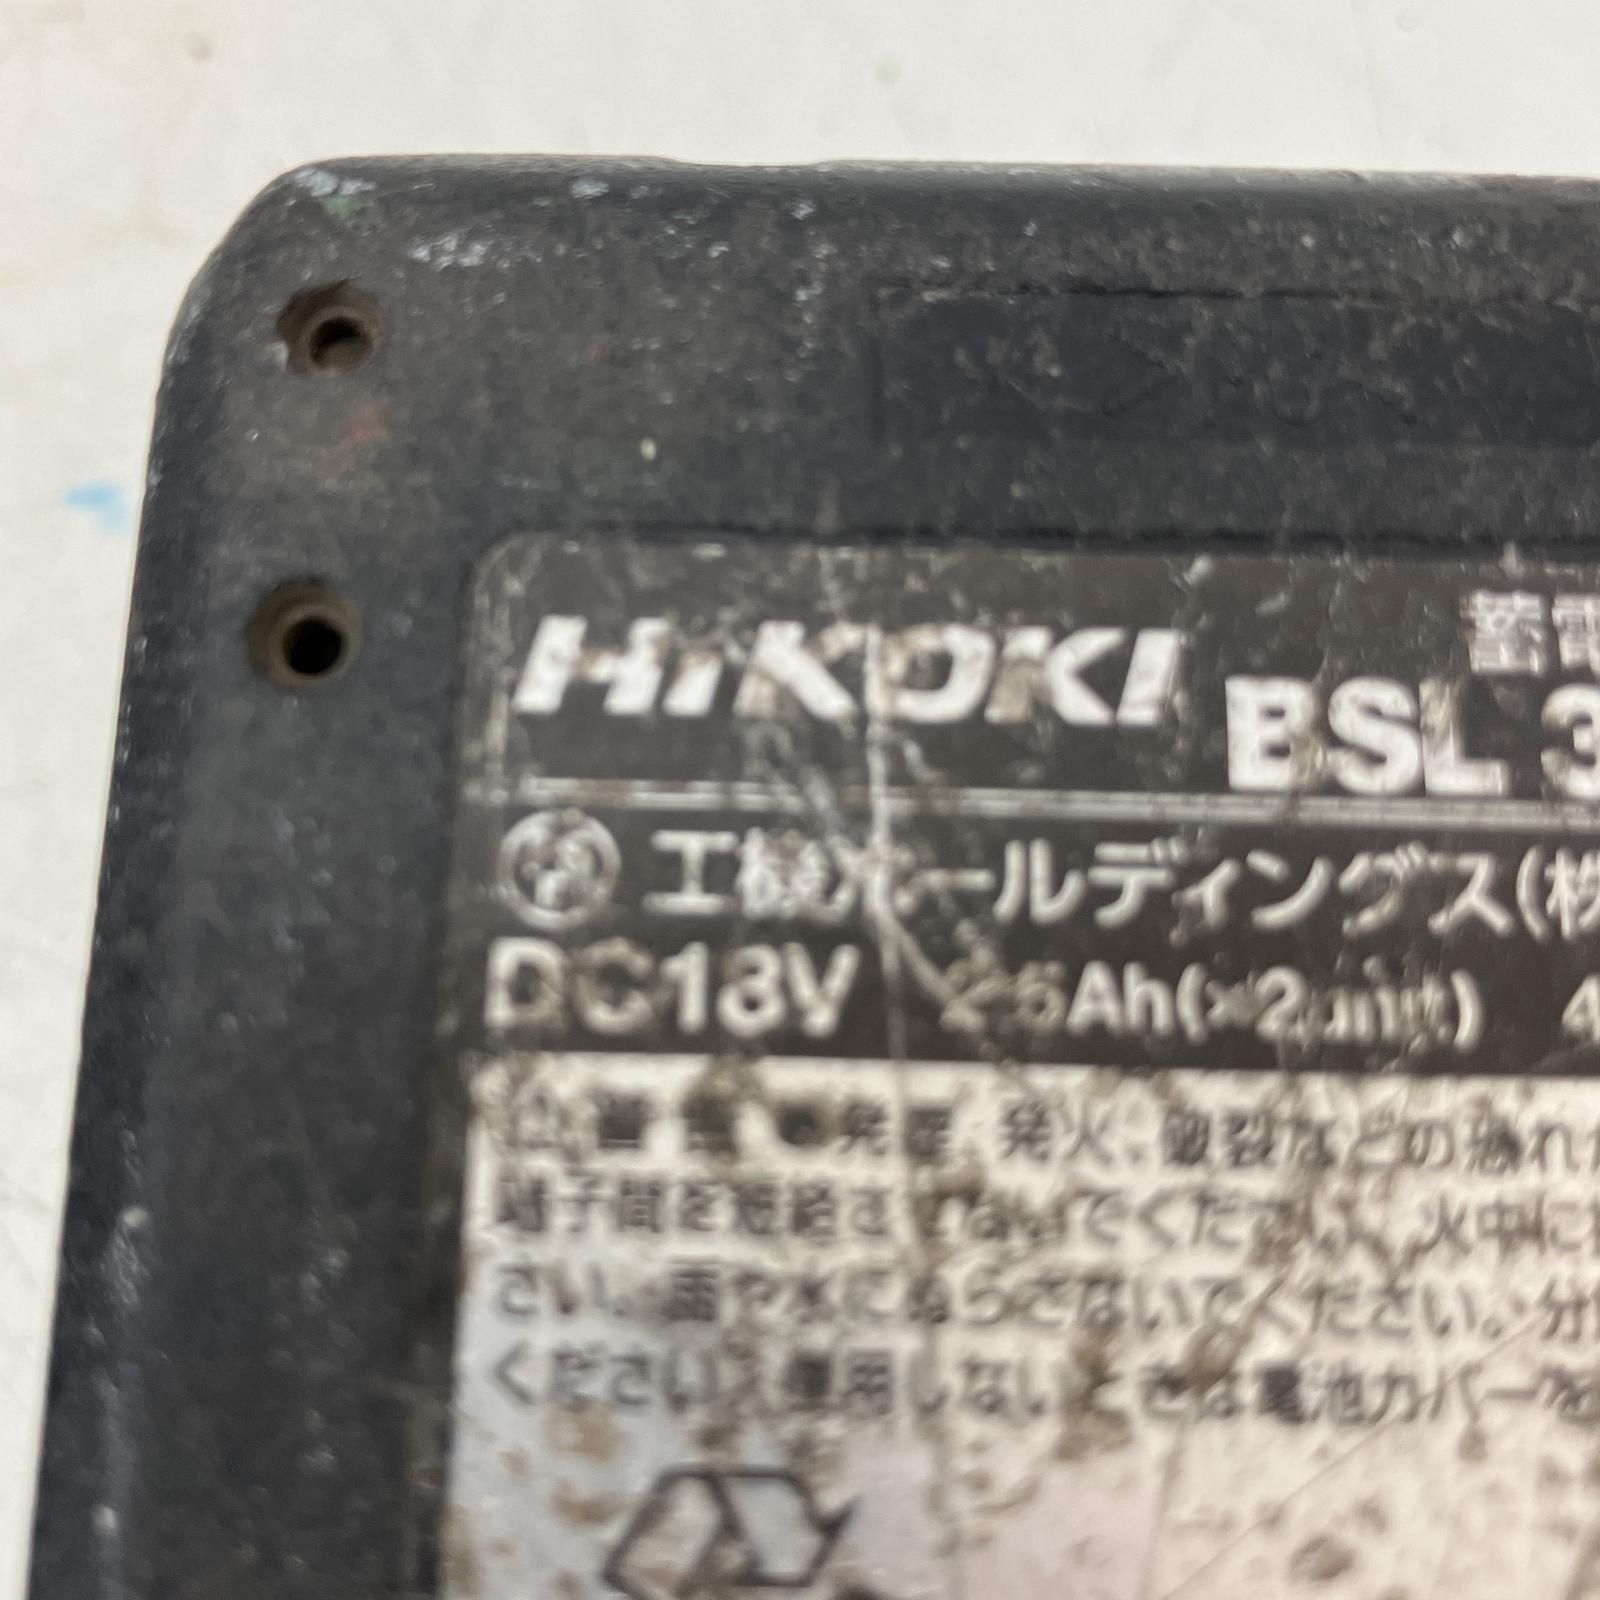 HiKOKI
蓄電
BSL 3
工機ホールディングス(株
DC18V 2.5Ah(×2unit) 4
警告 発煙、発火、破裂などの恐れ
端子間を短絡させないでください。火中に
さい。雨や水にぬらさないでください。分
ください。使用しないときは電池カバーを